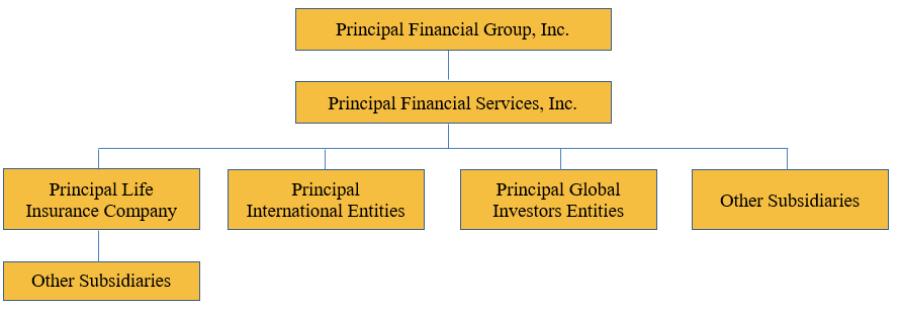 Principal Financial Group, Inc.
Principal Financial Services, Inc.
Principal Life
Insurance Company
Principal
International Entities
Principal Global
Investors Entities
Other Subsidiaries
Other Subsidiaries